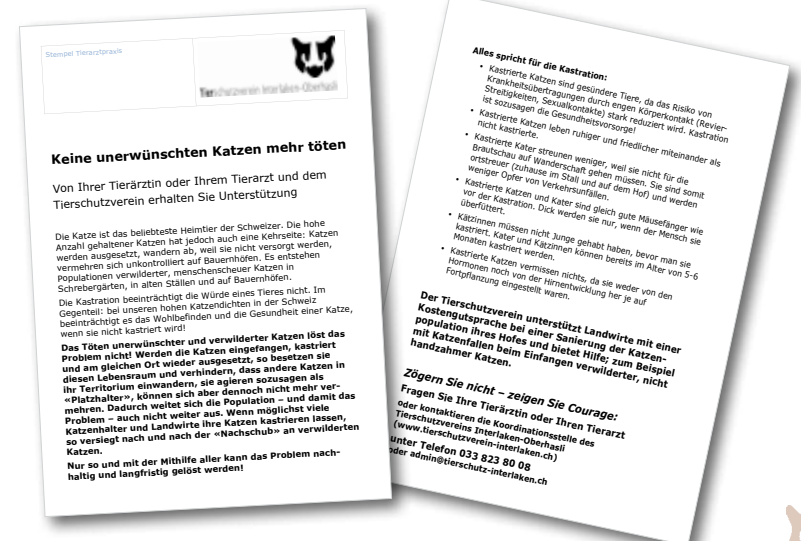 Stempel Tierarztpraxis
Tierschutzverein Interlaken-Oberhasli
Keine unerwünschten Katzen mehr töten
Von Ihrer Tierärztin oder Ihrem Tierarzt und dem
Tierschutzverein erhalten Sie Unterstützung
Die Katze ist das beliebteste Heimtier der Schweizer. Die hohe
Anzahl gehaltener Katzen hat jedoch auch eine Kehrseite: Katzen
werden ausgesetzt, wandern ab, weil sie nicht versorgt werden,
vermehren sich unkontrolliert auf Bauernhöfen. Es entstehen
Populationen verwilderter, menschenscheuer Katzen in
Schrebergärten, in alten Ställen und auf Bauernhöfen.
Die Kastration beeinträchtigt die Würde eines Tieres nicht. Im
Gegenteil: bei unseren hohen Katzendichten in der Schweiz
beeinträchtigt es das Wohlbefinden und die Gesundheit einer Katze,
wenn sie nicht kastriert wird!
Das Töten unerwünschter und verwilderter Katzen löst das
Problem nicht! Werden die Katzen eingefangen, kastriert
und am gleichen Ort wieder ausgesetzt, so besetzen sie
diesen Lebensraum und verhindern, dass andere Katzen in
ihr Territorium einwandern, sie agieren sozusagen als
«Platzhalter», können sich aber dennoch nicht mehr ver-
mehren. Dadurch weitet sich die Population – und damit das
Problem – auch nicht weiter aus. Wenn möglichst viele
Katzenhalter und Landwirte ihre Katzen kastrieren lassen,
so versiegt nach und nach der «Nachschub» an verwilderten
Katzen.
Nur so und mit der Mithilfe aller kann das Problem nach-
haltig und langfristig gelöst werden!
Alles spricht für die Kastration:
• Kastrierte Katzen sind gesündere Tiere, da das Risiko von
Krankheitsübertragungen durch engen Körperkontakt (Revier-
Streitigkeiten, Sexualkontakte) stark reduziert wird. Kastration
ist sozusagen die Gesundheitsvorsorge!
• Kastrierte Katzen leben ruhiger und friedlicher miteinander als
nicht kastrierte.
• Kastrierte Kater streunen weniger, weil sie nicht für die
Brautschau auf Wanderschaft gehen müssen. Sie sind somit
ortstreuer (zuhause im Stall und auf dem Hof) und werden
weniger Opfer von Verkehrsunfällen.
• Kastrierte Katzen und Kater sind gleich gute Mäusefänger wie
vor der Kastration. Dick werden sie nur, wenn der Mensch sie
überfüttert.
• Kätzinnen müssen nicht Junge gehabt haben, bevor man sie
kastriert. Kater und Kätzinnen können bereits im Alter von 5-6
Monaten kastriert werden.
• Kastrierte Katzen vermissen nichts, da sie weder von den
Hormonen noch von der Hirnentwicklung her je auf
Fortpflanzung eingestellt waren.
Der Tierschutzverein unterstützt Landwirte mit einer
Kostengutsprache bei einer Sanierung der Katzen-
population ihres Hofes und bietet Hilfe; zum Beispiel
mit Katzenfallen beim Einfangen verwilderter, nicht
handzahmer Katzen.
Zögern Sie nicht – zeigen Sie Courage:
Fragen Sie Ihre Tierärztin oder Ihren Tierarzt
oder kontaktieren die Koordinationsstelle des
Tierschutzvereins Interlaken-Oberhasli
(www.tierschutzverein-interlaken.ch)
unter Telefon 033 823 80 08
oder admin@tierschutz-interlaken.ch